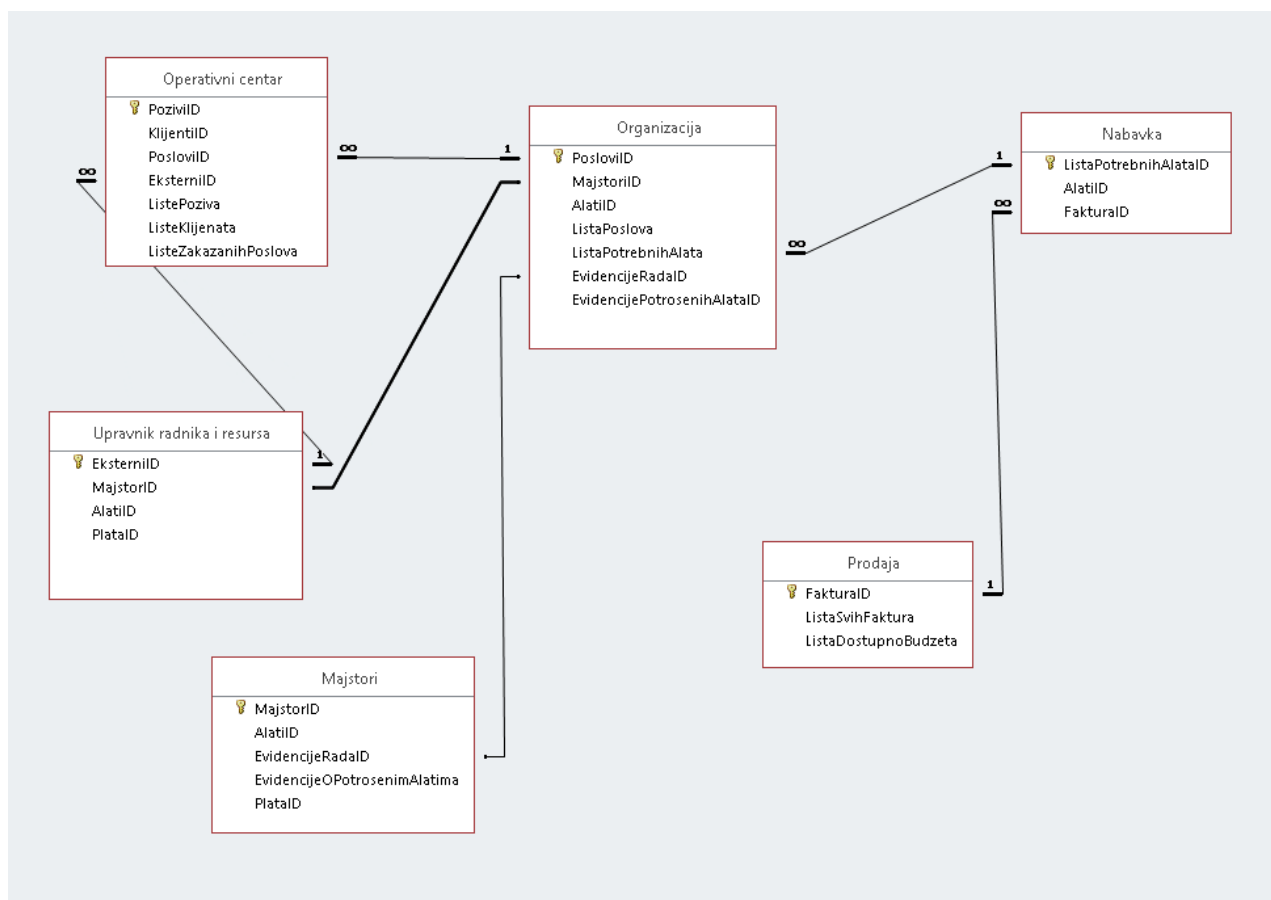 Operativni centar
PoziviID
KlijentiID
PosloviID
EksterniID
ListePoziva
ListeKlijenata
ListeZakazanihPoslova
∞
1
∞
Organizacija
PosloviID
MajstoriID
AlatiID
ListaPoslova
ListaPotrebnihAlata
EvidencijeRadaID
EvidencijePotrosenihAlataID
∞
1
∞
Nabavka
ListaPotrebnihAlataID
AlatiID
FakturaID
Upravnik radnika i resursa
EksterniID
MajstorID
AlatiID
PlataID
1
Prodaja
FakturaID
ListaSvihFaktura
ListaDostupnoBudzeta
1
Majstori
MajstorID
AlatiID
EvidencijeRadaID
EvidencijeOPotrosenimAlatima
PlataID